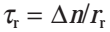 τᵣ = Δn/rᵣ